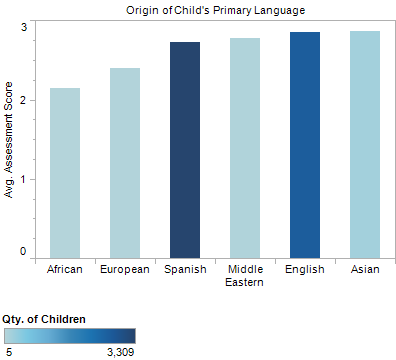 Origin of Child's Primary Language
Avg. Assessment Score
3
2
1
0
African
European
Spanish
Middle
Eastern
English
Asian
Qty. of Children
5
3,309